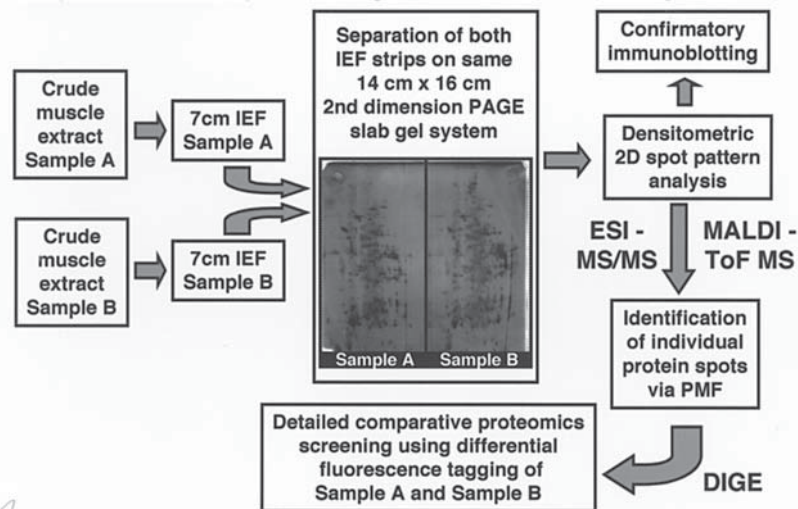 Crude
muscle
extract
Sample A
7cm IEF
Sample A
Crude
muscle
extract
Sample B
7cm IEF
Sample B
Separation of both
IEF strips on same
14 cm x 16 cm
2nd dimension PAGE
slab gel system
Sample A
Sample B
Confirmatory
immunoblotting
Densitometric
2D spot pattern
analysis
ESI -
MS/MS
MALDI -
ToF MS
Identification
of individual
protein spots
via PMF
DIGE
Detailed comparative proteomics
screening using differential
fluorescence tagging of
Sample A and Sample B